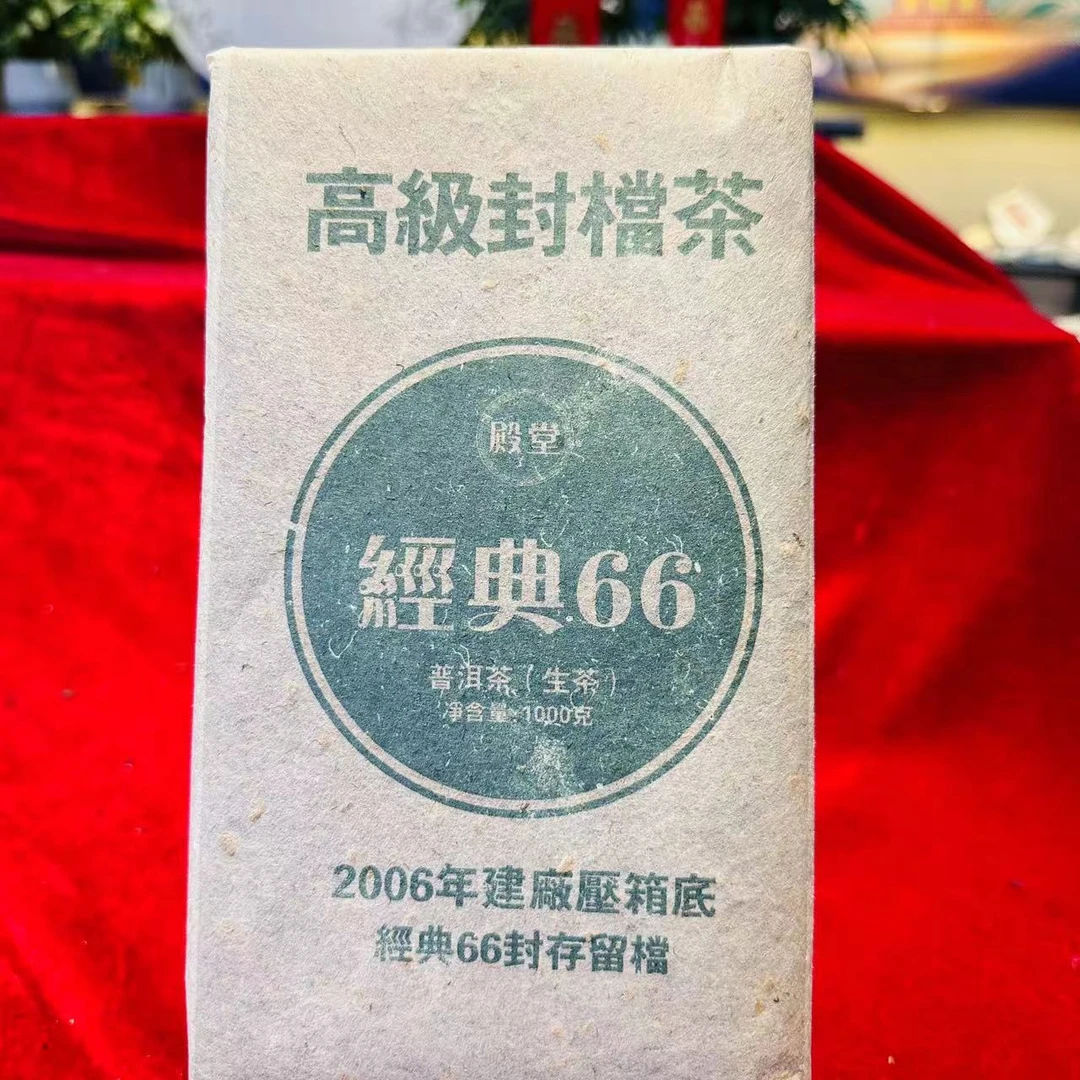 高級封檔茶
殿堂
經典66
普洱茶（生茶）
淨含量:1000克
2006年建廠壓箱底
經典66封存留檔